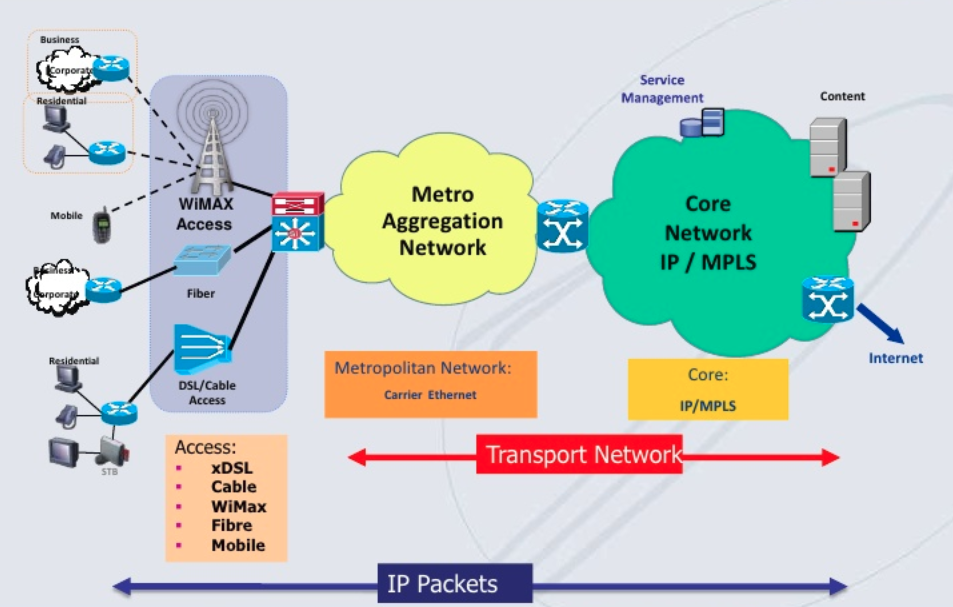 Business
Corporate
Residential
Mobile
Business
Corporate
Residential
STB
WiMAX
Access
Fiber
DSL/Cable
Access
Metro
Aggregation
Network
Service
Management
Content
Core
Network
IP / MPLS
Internet
Metropolitan Network:
Carrier Ethernet
Core:
IP/MPLS
Access:
xDSL
Cable
WiMax
Fibre
Mobile
Transport Network
IP Packets